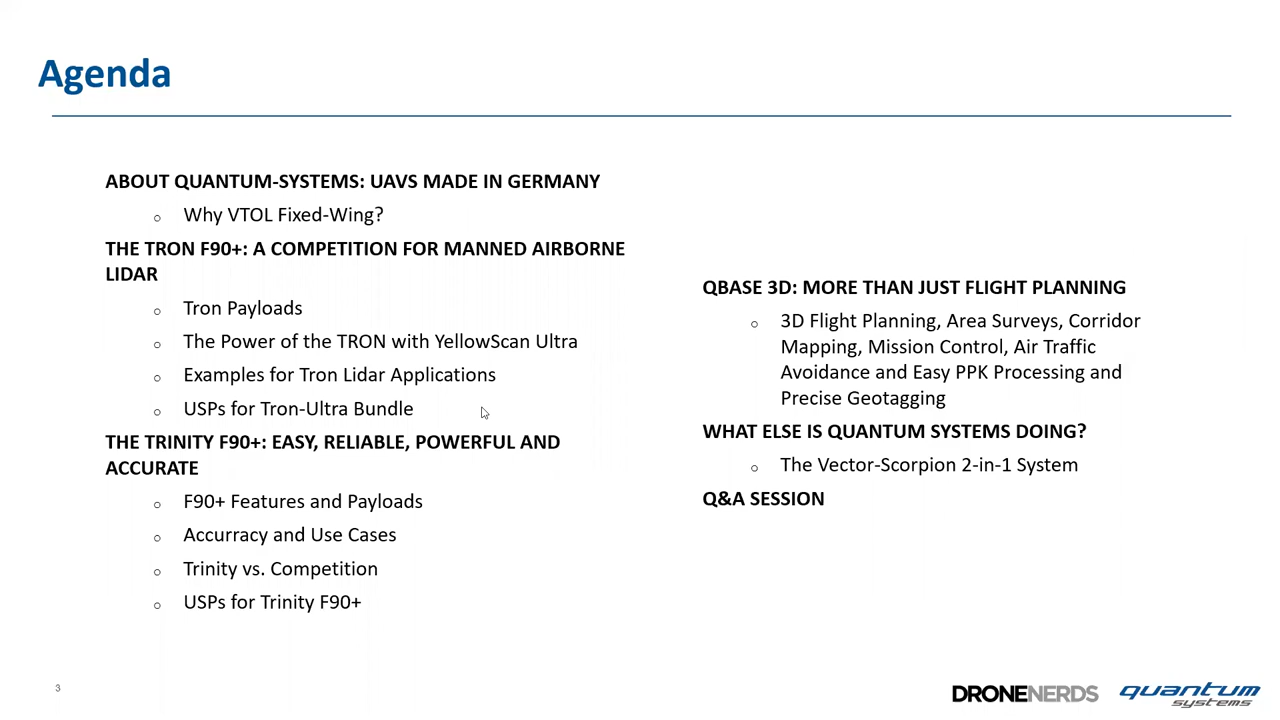 Agenda
ABOUT QUANTUM-SYSTEMS: UAVS MADE IN GERMANY
Why VTOL Fixed-Wing?
THE TRON F90+: A COMPETITION FOR MANNED AIRBORNE
LIDAR
Tron Payloads
The Power of the TRON with YellowScan Ultra
Examples for Tron Lidar Applications
USPs for Tron-Ultra Bundle
THE TRINITY F90+: EASY, RELIABLE, POWERFUL AND
ACCURATE
F90+ Features and Payloads
Accurracy and Use Cases
Trinity vs. Competition
USPs for Trinity F90+
QBASE 3D: MORE THAN JUST FLIGHT PLANNING
3D Flight Planning, Area Surveys, Corridor
Mapping, Mission Control, Air Traffic
Avoidance and Easy PPK Processing and
Precise Geotagging
WHAT ELSE IS QUANTUM SYSTEMS DOING?
The Vector-Scorpion 2-in-1 System
Q&A SESSION
3
DRONENERDS
quantum
systems